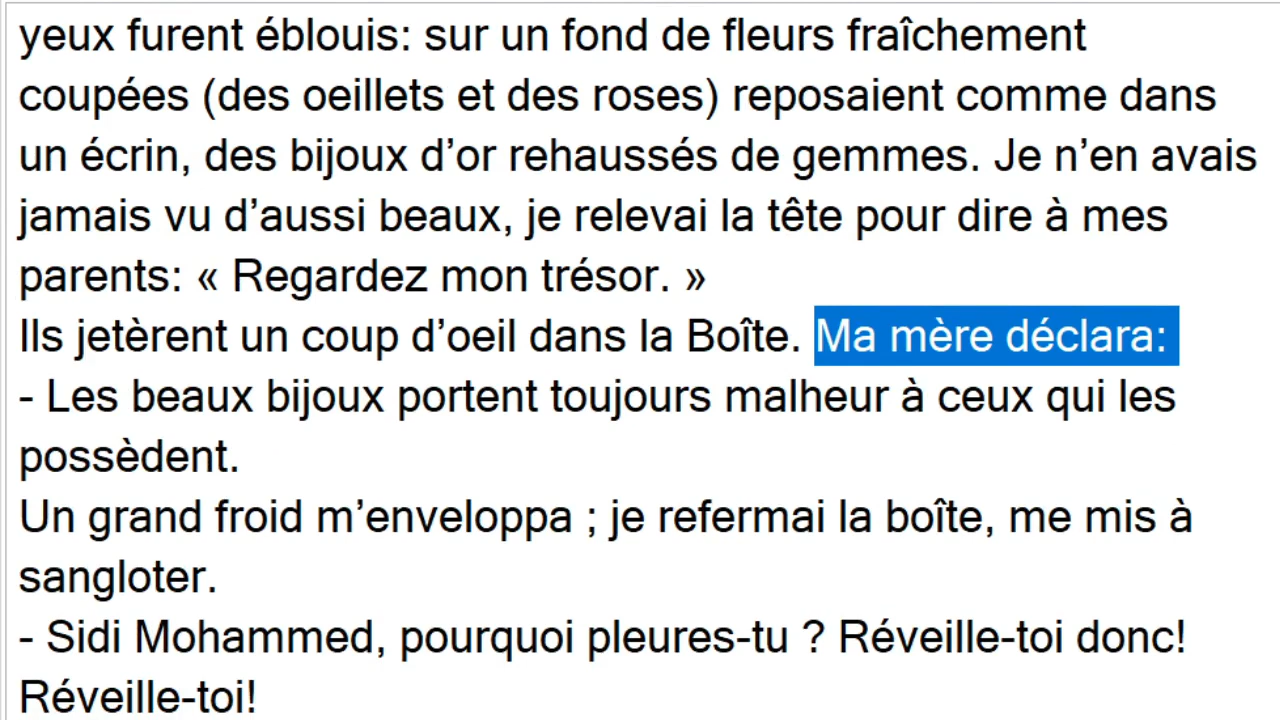 yeux furent éblouis: sur un fond de fleurs fraîchement
coupées (des oeillets et des roses) reposaient comme dans
un écrin, des bijoux d’or rehaussés de gemmes. Je n’en avais
jamais vu d’aussi beaux, je relevai la tête pour dire à mes
parents: « Regardez mon trésor. »
Ils jetèrent un coup d’oeil dans la Boîte. Ma mère déclara:
- Les beaux bijoux portent toujours malheur à ceux qui les
possèdent.
Un grand froid m’enveloppa ; je refermai la boîte, me mis à
sangloter.
- Sidi Mohammed, pourquoi pleures-tu ? Réveille-toi donc!
Réveille-toi!